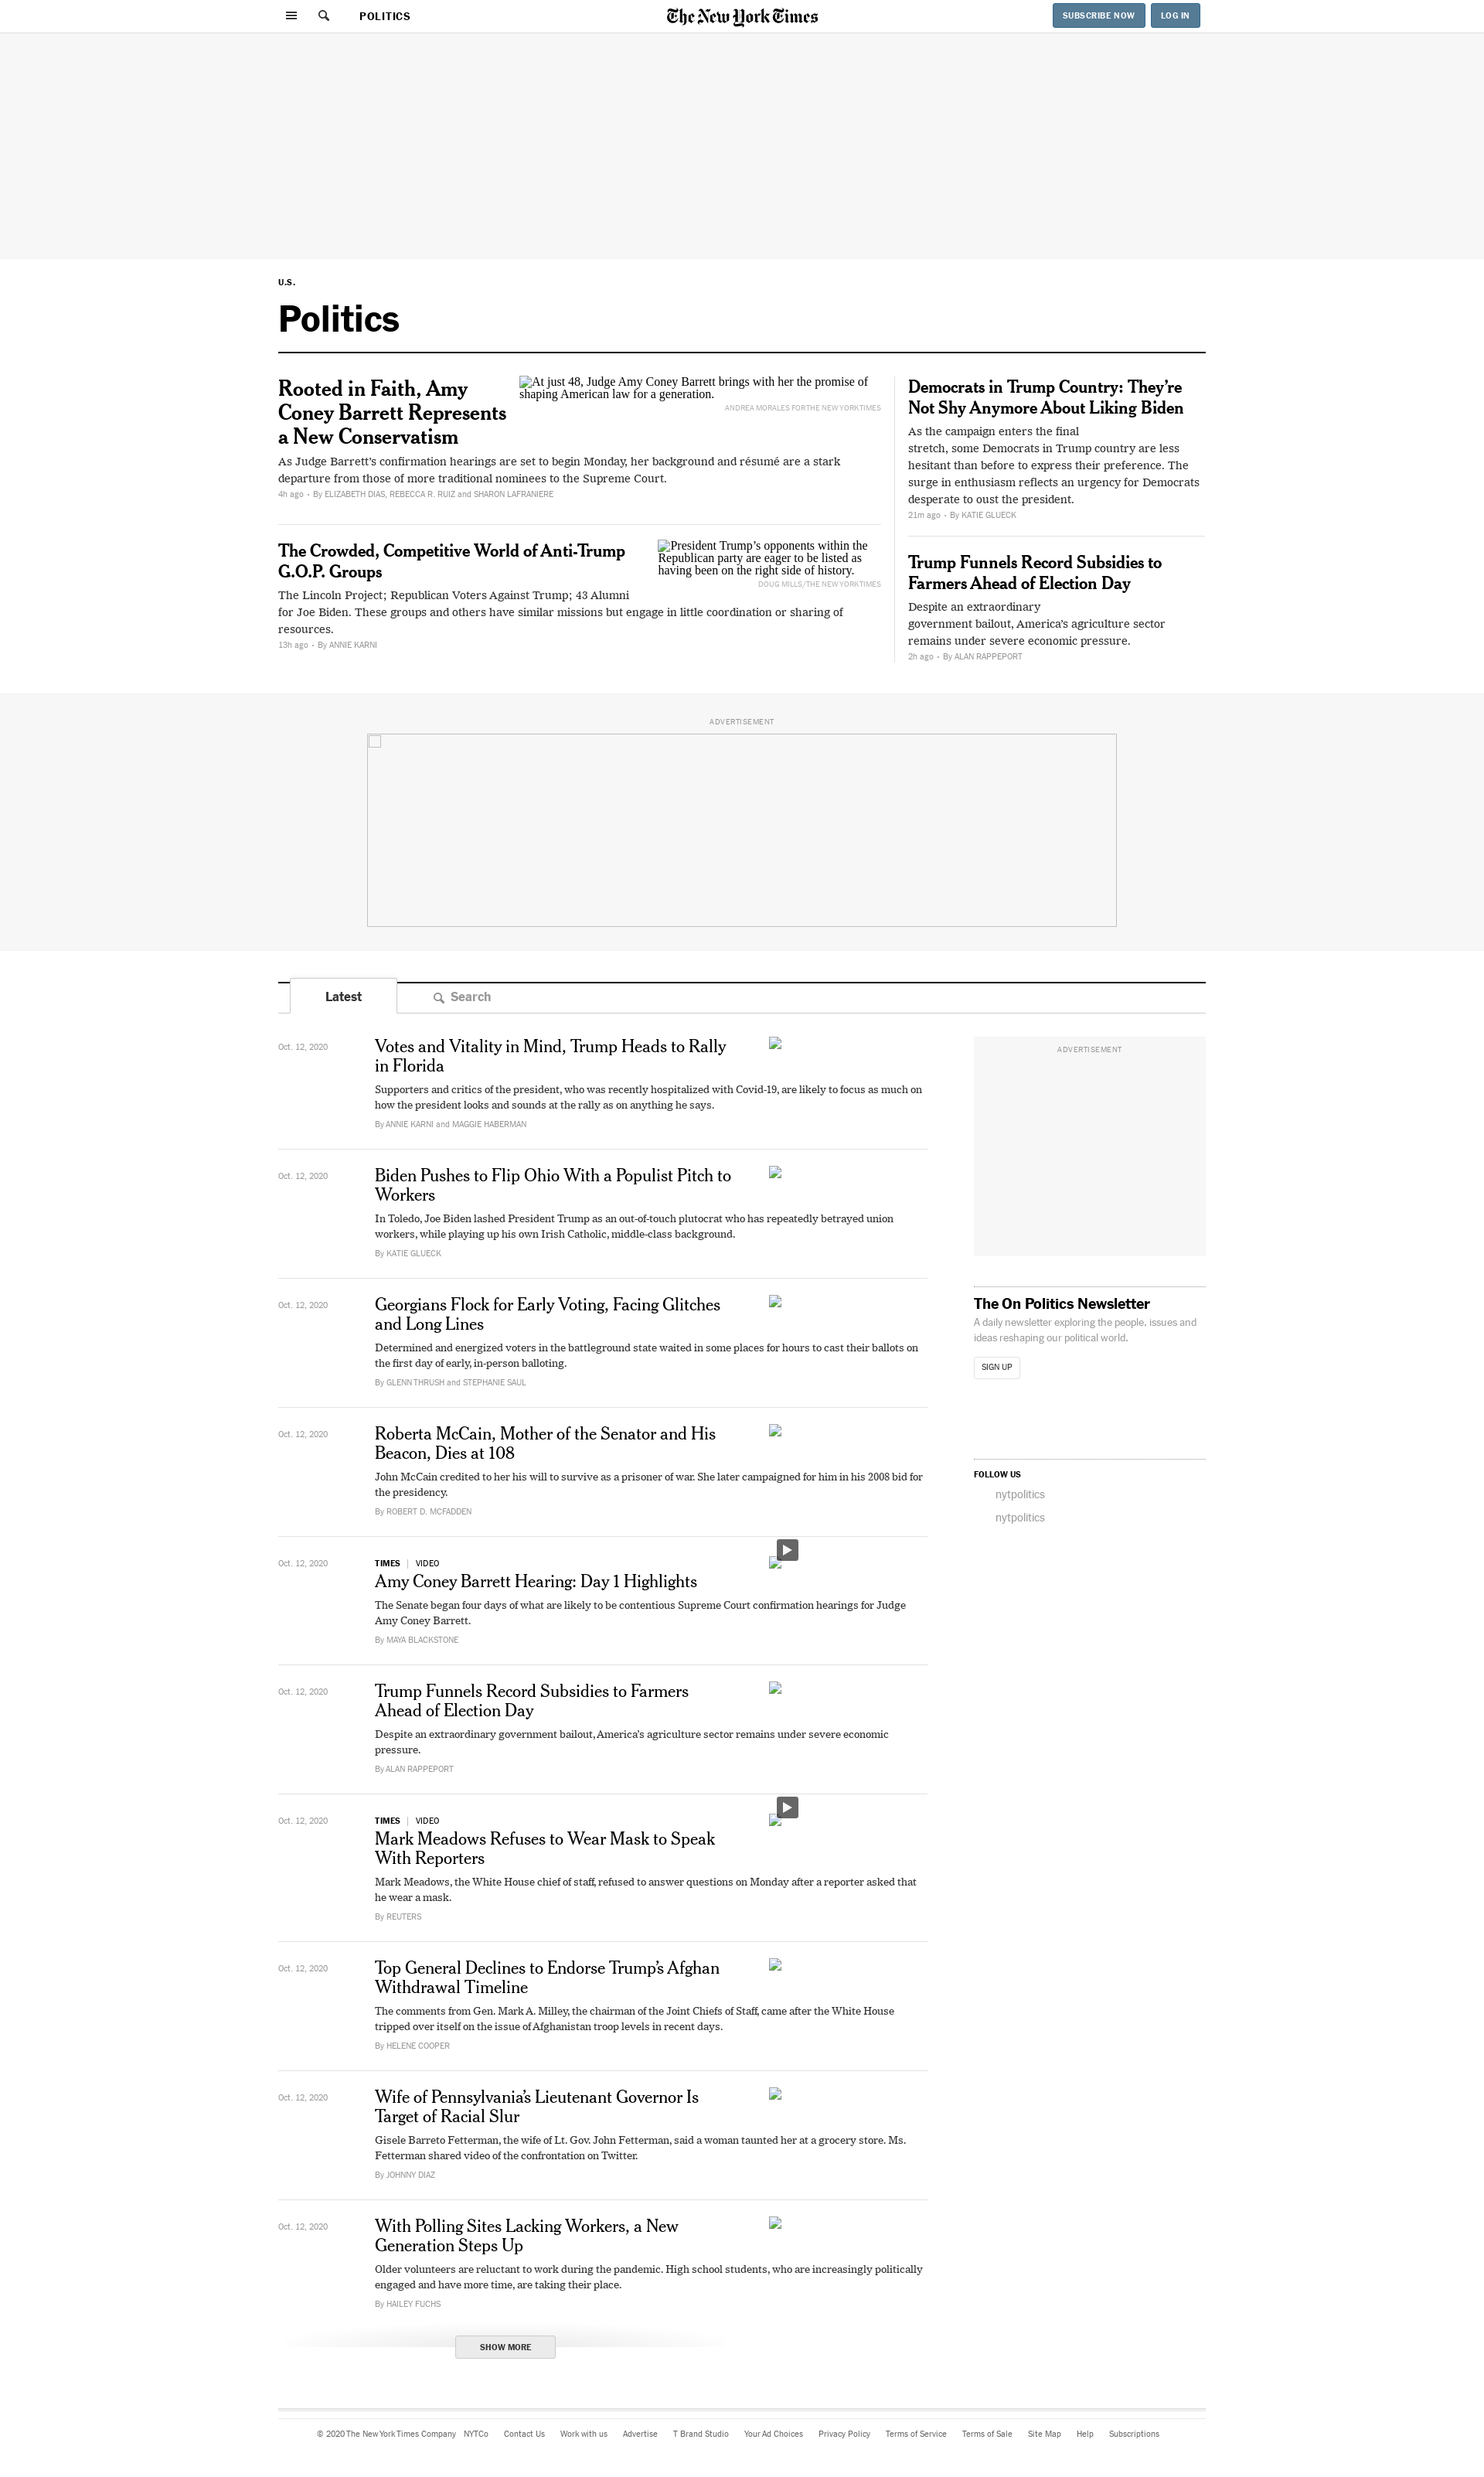 POLITICS
The New York Times
SUBSCRIBE NOW
LOG IN
U.S.
Politics
Rooted in Faith, Amy
Coney Barrett Represents
a New Conservatism
At just 48, Judge Amy Coney Barrett brings with her the promise of
shaping American law for a generation.
ANDREA MORALES FOR THE NEW YORK TIMES
As Judge Barrett’s confirmation hearings are set to begin Monday, her background and résumé are a stark
departure from those of more traditional nominees to the Supreme Court.
4h ago • By ELIZABETH DIAS, REBECCA R. RUIZ and SHARON LAFRANIERE
The Crowded, Competitive World of Anti-Trump
G.O.P. Groups
President Trump’s opponents within the
Republican party are eager to be listed as
having been on the right side of history.
DOUG MILLS/THE NEW YORK TIMES
The Lincoln Project; Republican Voters Against Trump; 43 Alumni
for Joe Biden. These groups and others have similar missions but engage in little coordination or sharing of
resources.
13h ago • By ANNIE KARNI
Democrats in Trump Country: They’re
Not Shy Anymore About Liking Biden
As the campaign enters the final
stretch, some Democrats in Trump country are less
hesitant than before to express their preference. The
surge in enthusiasm reflects an urgency for Democrats
desperate to oust the president.
21m ago • By KATIE GLUECK
Trump Funnels Record Subsidies to
Farmers Ahead of Election Day
Despite an extraordinary
government bailout, America’s agriculture sector
remains under severe economic pressure.
2h ago • By ALAN RAPPEPORT
ADVERTISEMENT
Latest
Search
Oct. 12, 2020
Votes and Vitality in Mind, Trump Heads to Rally
in Florida
Supporters and critics of the president, who was recently hospitalized with Covid-19, are likely to focus as much on
how the president looks and sounds at the rally as on anything he says.
By ANNIE KARNI and MAGGIE HABERMAN
Oct. 12, 2020
Biden Pushes to Flip Ohio With a Populist Pitch to
Workers
In Toledo, Joe Biden lashed President Trump as an out-of-touch plutocrat who has repeatedly betrayed union
workers, while playing up his own Irish Catholic, middle-class background.
By KATIE GLUECK
Oct. 12, 2020
Georgians Flock for Early Voting, Facing Glitches
and Long Lines
Determined and energized voters in the battleground state waited in some places for hours to cast their ballots on
the first day of early, in-person balloting.
By GLENN THRUSH and STEPHANIE SAUL
Oct. 12, 2020
Roberta McCain, Mother of the Senator and His
Beacon, Dies at 108
John McCain credited to her his will to survive as a prisoner of war. She later campaigned for him in his 2008 bid for
the presidency.
By ROBERT D. MCFADDEN
Oct. 12, 2020
TIMES | VIDEO
Amy Coney Barrett Hearing: Day 1 Highlights
The Senate began four days of what are likely to be contentious Supreme Court confirmation hearings for Judge
Amy Coney Barrett.
By MAYA BLACKSTONE
Oct. 12, 2020
Trump Funnels Record Subsidies to Farmers
Ahead of Election Day
Despite an extraordinary government bailout, America’s agriculture sector remains under severe economic
pressure.
By ALAN RAPPEPORT
Oct. 12, 2020
TIMES | VIDEO
Mark Meadows Refuses to Wear Mask to Speak
With Reporters
Mark Meadows, the White House chief of staff, refused to answer questions on Monday after a reporter asked that
he wear a mask.
By REUTERS
Oct. 12, 2020
Top General Declines to Endorse Trump’s Afghan
Withdrawal Timeline
The comments from Gen. Mark A. Milley, the chairman of the Joint Chiefs of Staff, came after the White House
tripped over itself on the issue of Afghanistan troop levels in recent days.
By HELENE COOPER
Oct. 12, 2020
Wife of Pennsylvania’s Lieutenant Governor Is
Target of Racial Slur
Gisele Barreto Fetterman, the wife of Lt. Gov. John Fetterman, said a woman taunted her at a grocery store. Ms.
Fetterman shared video of the confrontation on Twitter.
By JOHNNY DIAZ
Oct. 12, 2020
With Polling Sites Lacking Workers, a New
Generation Steps Up
Older volunteers are reluctant to work during the pandemic. High school students, who are increasingly politically
engaged and have more time, are taking their place.
By HAILEY FUCHS
SHOW MORE
ADVERTISEMENT
The On Politics Newsletter
A daily newsletter exploring the people, issues and
ideas reshaping our political world.
SIGN UP
FOLLOW US
nytpolitics
nytpolitics
© 2020 The New York Times Company NYTCo Contact Us Work with us Advertise T Brand Studio Your Ad Choices Privacy Policy Terms of Service Terms of Sale Site Map Help Subscriptions